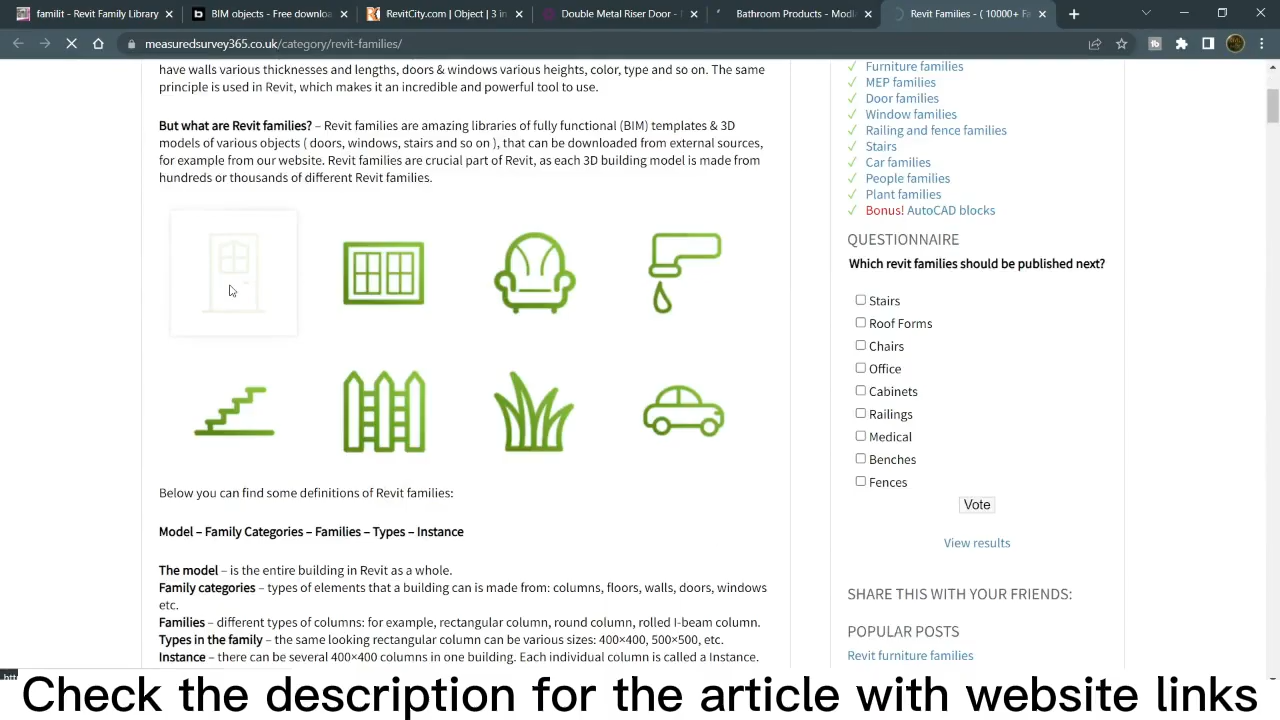 familit - Revit Family Library
BIM objects - Free downloa
RevitCity.com | Object | 3 in
Double Metal Riser Door -
Bathroom Products - Mod
Revit Families - ( 10000+ Fa
measuredsurvey365.co.uk/category/revit-families/
have walls various thicknesses and lengths, doors & windows various heights, color, type and so on. The same
principle is used in Revit, which makes it an incredible and powerful tool to use.
But what are Revit families? – Revit families are amazing libraries of fully functional (BIM) templates & 3D
models of various objects ( doors, windows, stairs and so on ), that can be downloaded from external sources,
for example from our website. Revit families are crucial part of Revit, as each 3D building model is made from
hundreds or thousands of different Revit families.
Below you can find some definitions of Revit families:
Model – Family Categories – Families – Types – Instance
The model – is the entire building in Revit as a whole.
Family categories – types of elements that a building can is made from: columns, floors, walls, doors, windows
etc.
Families – different types of columns: for example, rectangular column, round column, rolled I-beam column.
Types in the family – the same looking rectangular column can be various sizes: 400×400, 500×500, etc.
Instance – there can be several 400×400 columns in one building. Each individual column is called a Instance.
Furniture families
MEP families
Door families
Window families
Railing and fence families
Stairs
Car families
People families
Plant families
Bonus! AutoCAD blocks
QUESTIONNAIRE
Which revit families should be published next?
Stairs
Roof Forms
Chairs
Office
Cabinets
Railings
Medical
Benches
Fences
Vote
View results
SHARE THIS WITH YOUR FRIENDS:
POPULAR POSTS
Revit furniture families
Check the description for the article with website links